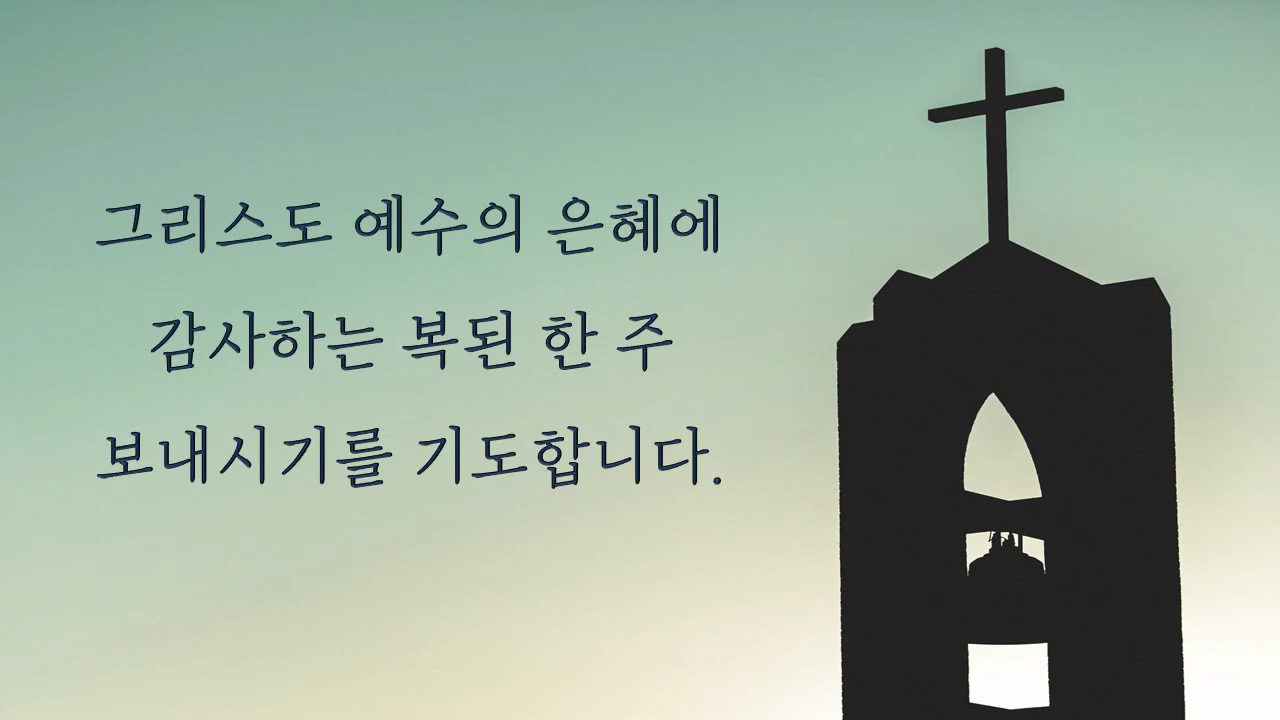 그리스도 예수의 은혜에
감사하는 복된 한 주
보내시기를 기도합니다.